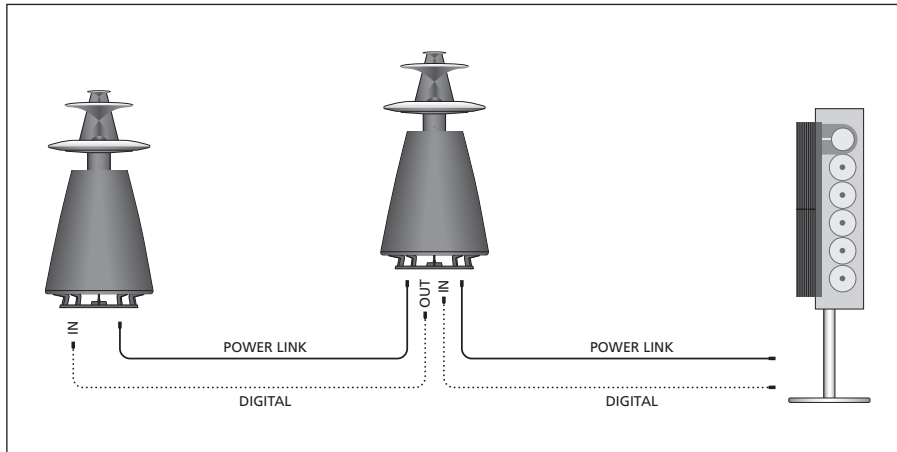 IN
OUT
IN
POWER LINK
POWER LINK
DIGITAL
DIGITAL